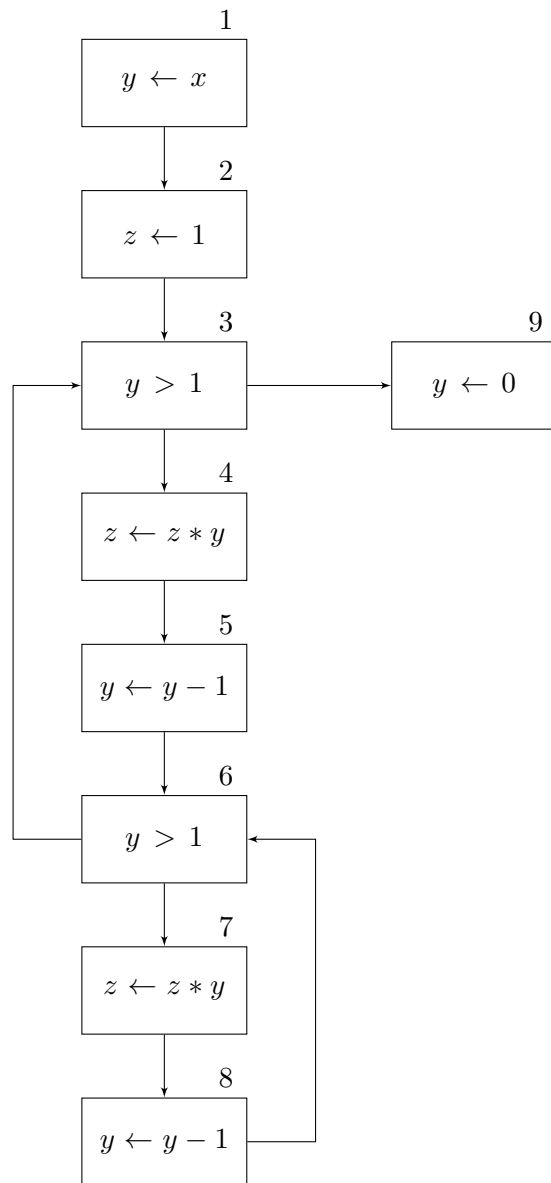 1
y ← x
2
z ← 1
3
y > 1
9
y ← 0
4
z ← z * y
5
y ← y − 1
6
y > 1
7
z ← z * y
8
y ← y − 1